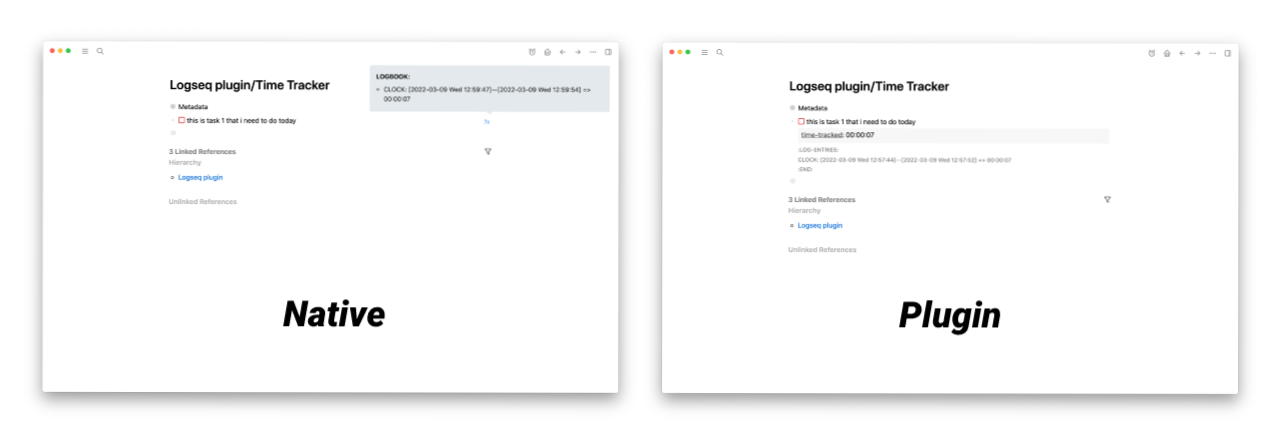 Logseq plugin/Time Tracker
LOGBOOK:
CLOCK: [2022-03-09 Wed 12:59:47]--[2022-03-09 Wed 12:59:54] =>
00:00:07
Metadata
this is task 1 that i need to do today
7s
3 Linked References
Hierarchy
Logseq plugin
Unlinked References
Native
Logseq plugin/Time Tracker
Metadata
this is task 1 that i need to do today
time-tracked: 00:00:07
:LOG-ENTRIES:
CLOCK: [2022-03-09 Wed 12:57:44]--[2022-03-09 Wed 12:57:52] => 00:00:07
:END:
3 Linked References
Hierarchy
Logseq plugin
Unlinked References
Plugin